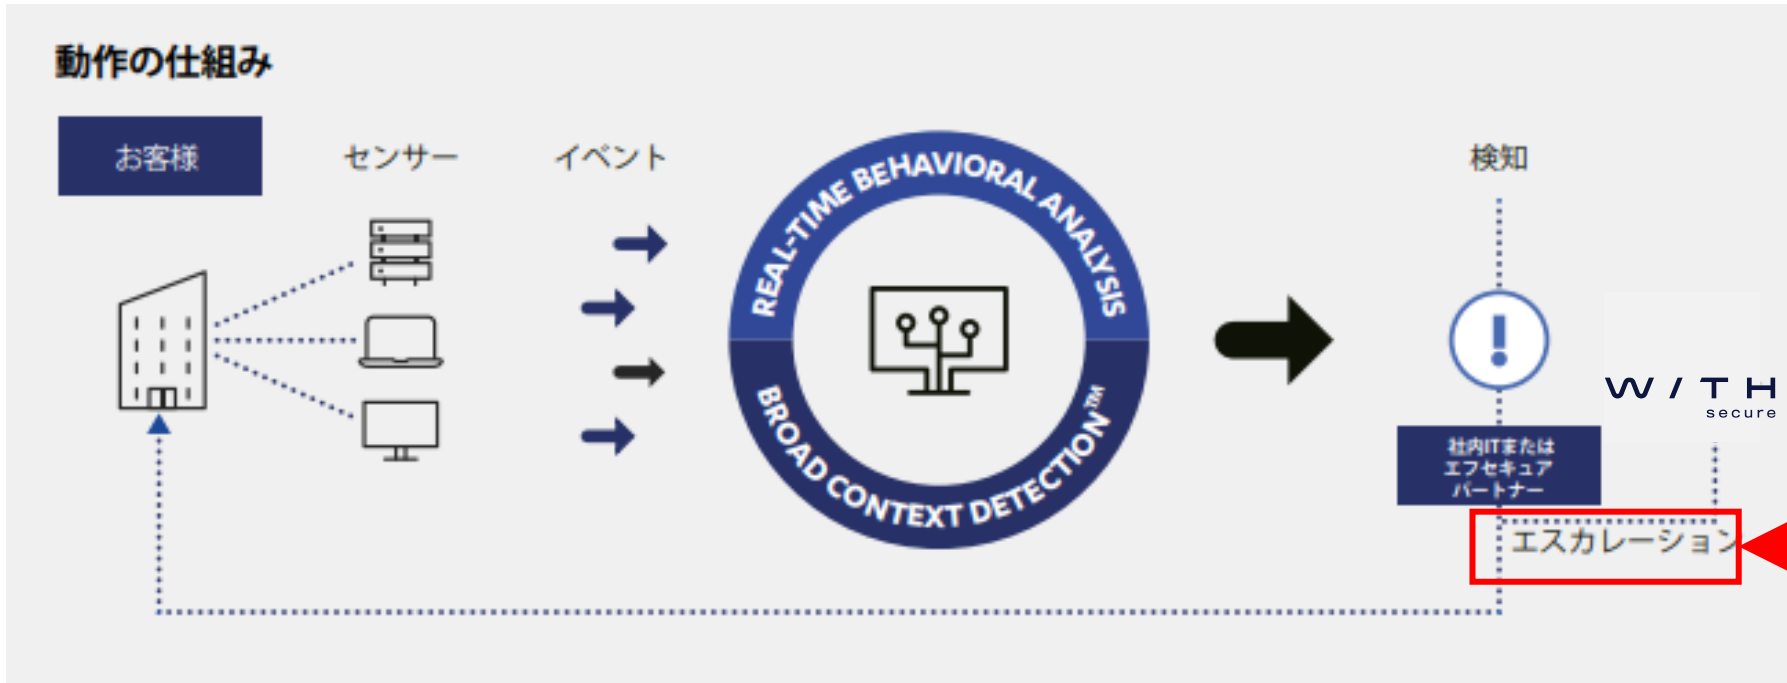 動作の仕組み
お客様
センサー
イベント
検知
REAL-TIME BEHAVIORAL ANALYSIS
BROAD CONTEXT DETECTION™
W/TH
secure
社内ITまたは
エフセキュア
パートナー
エスカレーション